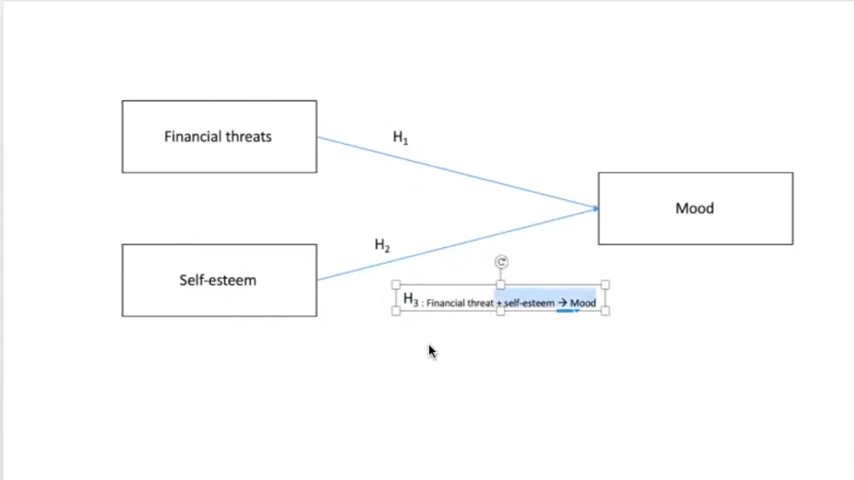 Financial threats
H₁
Mood
H₂
Self-esteem
H₃ : Financial threat + self-esteem → Mood